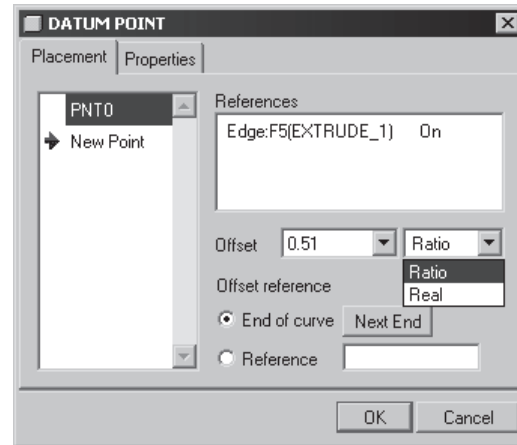 DATUM POINT
Placement Properties
PNT0
New Point
References
Edge:F5(EXTRUDE_1) On
Offset 0.51 Ratio
Ratio
Real
Offset reference
End of curve Next End
Reference
OK Cancel